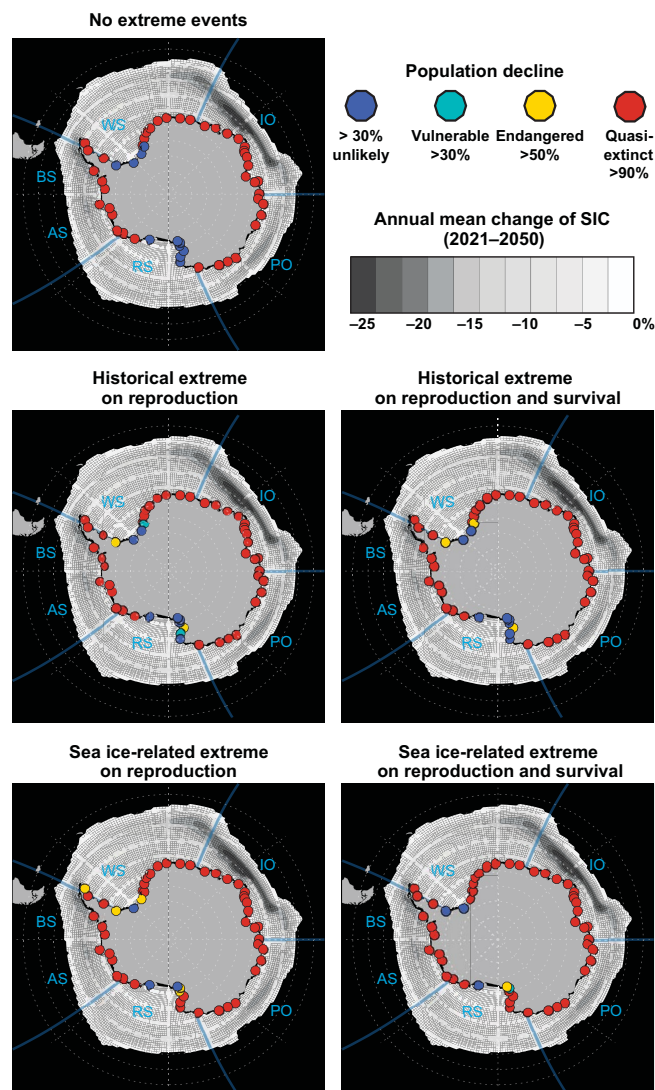 No extreme events
WS
IO
BS
AS
RS
PO
Population decline
> 30%
unlikely
Vulnerable
>30%
Endangered
>50%
Quasi-
extinct
>90%
Annual mean change of SIC
(2021–2050)
–25 –20 –15 –10 –5 0%
Historical extreme
on reproduction
WS
IO
BS
AS
RS
PO
Historical extreme
on reproduction and survival
WS
IO
BS
AS
RS
PO
Sea ice-related extreme
on reproduction
WS
IO
BS
AS
RS
PO
Sea ice-related extreme
on reproduction and survival
WS
IO
BS
AS
RS
PO